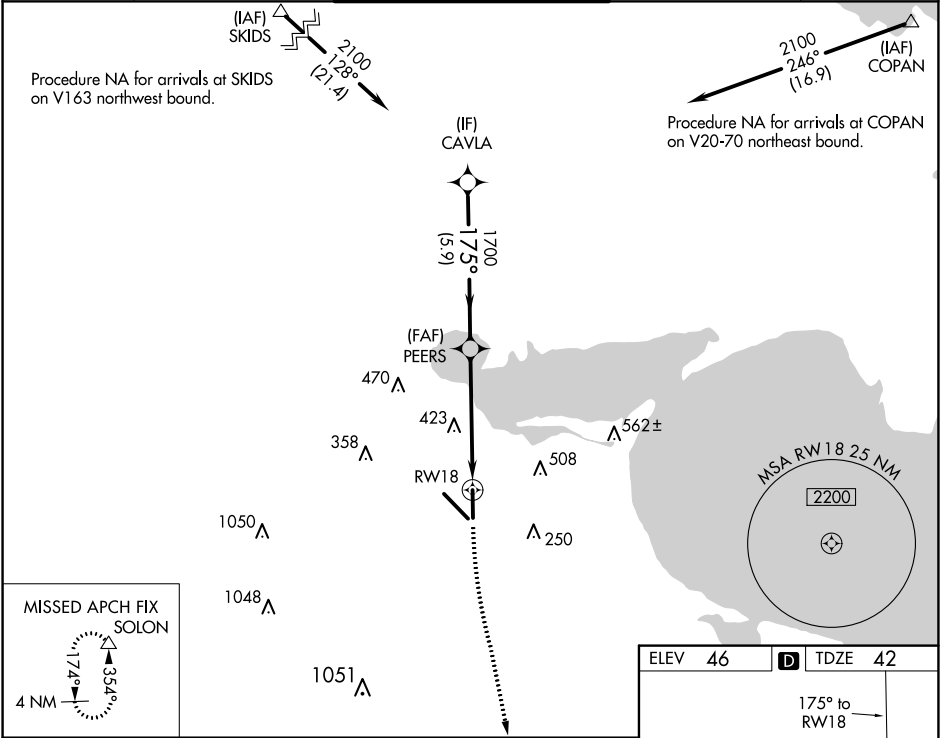 (IAF)
SKIDS
2100
128°
(21.4)
2100
246°
(16.9)
(IAF)
COPAN
Procedure NA for arrivals at SKIDS
on V163 northwest bound.
Procedure NA for arrivals at COPAN
on V20-70 northeast bound.
(IF)
CAVLA
1700
175°
(5.9)
(FAF)
PEERS
470
423
562±
358
508
RW18
MSA RW18 25 NM
2200
1050
250
1048
MISSED APCH FIX
SOLON
174°
354°
4 NM
1051
ELEV 46 D TDZE 42
175° to
RW18